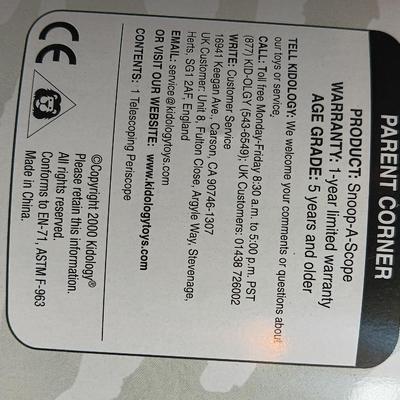 PARENT CORNER
PRODUCT: Snoop-A-Scope
WARRANTY: 1-year limited warranty
AGE GRADE: 5 years and older
TELL KIDOLOGY: We welcome your comments or questions about
our toys or service.
CALL: Toll free Monday-Friday 8:30 a.m. to 5:00 p.m. PST
(877) KID-OLGY (543-6549); UK Customers: 01438 726002
WRITE: Customer Service
16941 Keegan Ave., Carson, CA 90746-1307
UK Customer: Unit 8, Fulton Close, Argyle Way, Stevenage,
Herts, SG1 2AF, England
EMAIL: service@kidologytoys.com
OR VISIT OUR WEBSITE: www.kidologytoys.com
CONTENTS: 1 Telescoping Periscope
©Copyright 2000 Kidology®
Please retain this information.
All rights reserved.
Conforms to EN-71, ASTM F-963
Made in China.
CE